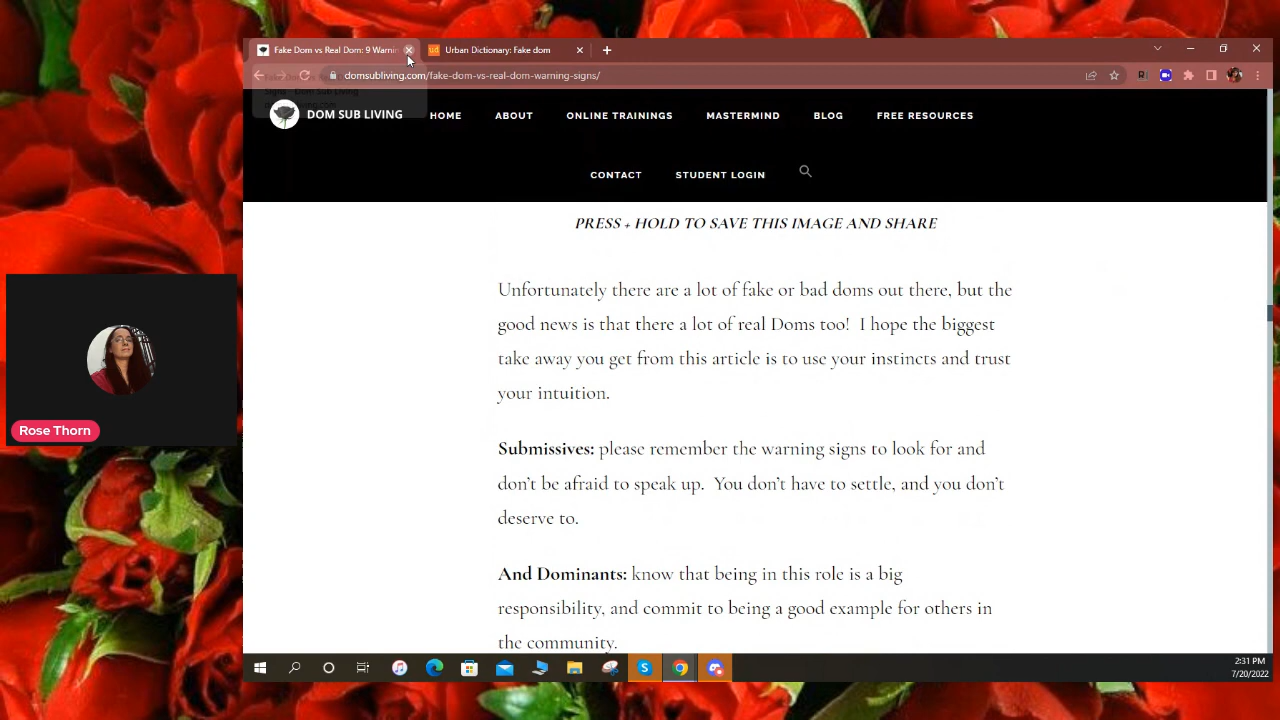 Fake Dom vs Real Dom: 9 Warnin
Urban Dictionary: Fake dom
domsubliving.com/fake-dom-vs-real-dom-warning-signs/
Signs - Dom Sub Living
DOM SUB LIVING
HOME
ABOUT
ONLINE TRAININGS
MASTERMIND
BLOG
FREE RESOURCES
CONTACT
STUDENT LOGIN
PRESS + HOLD TO SAVE THIS IMAGE AND SHARE
Unfortunately there are a lot of fake or bad doms out there, but the
good news is that there a lot of real Doms too!  I hope the biggest
take away you get from this article is to use your instincts and trust
your intuition.
Submissives: please remember the warning signs to look for and
don't be afraid to speak up.  You don't have to settle, and you don't
deserve to.
And Dominants: know that being in this role is a big
responsibility, and commit to being a good example for others in
the community.
Rose Thorn
2:31 PM
7/20/2022